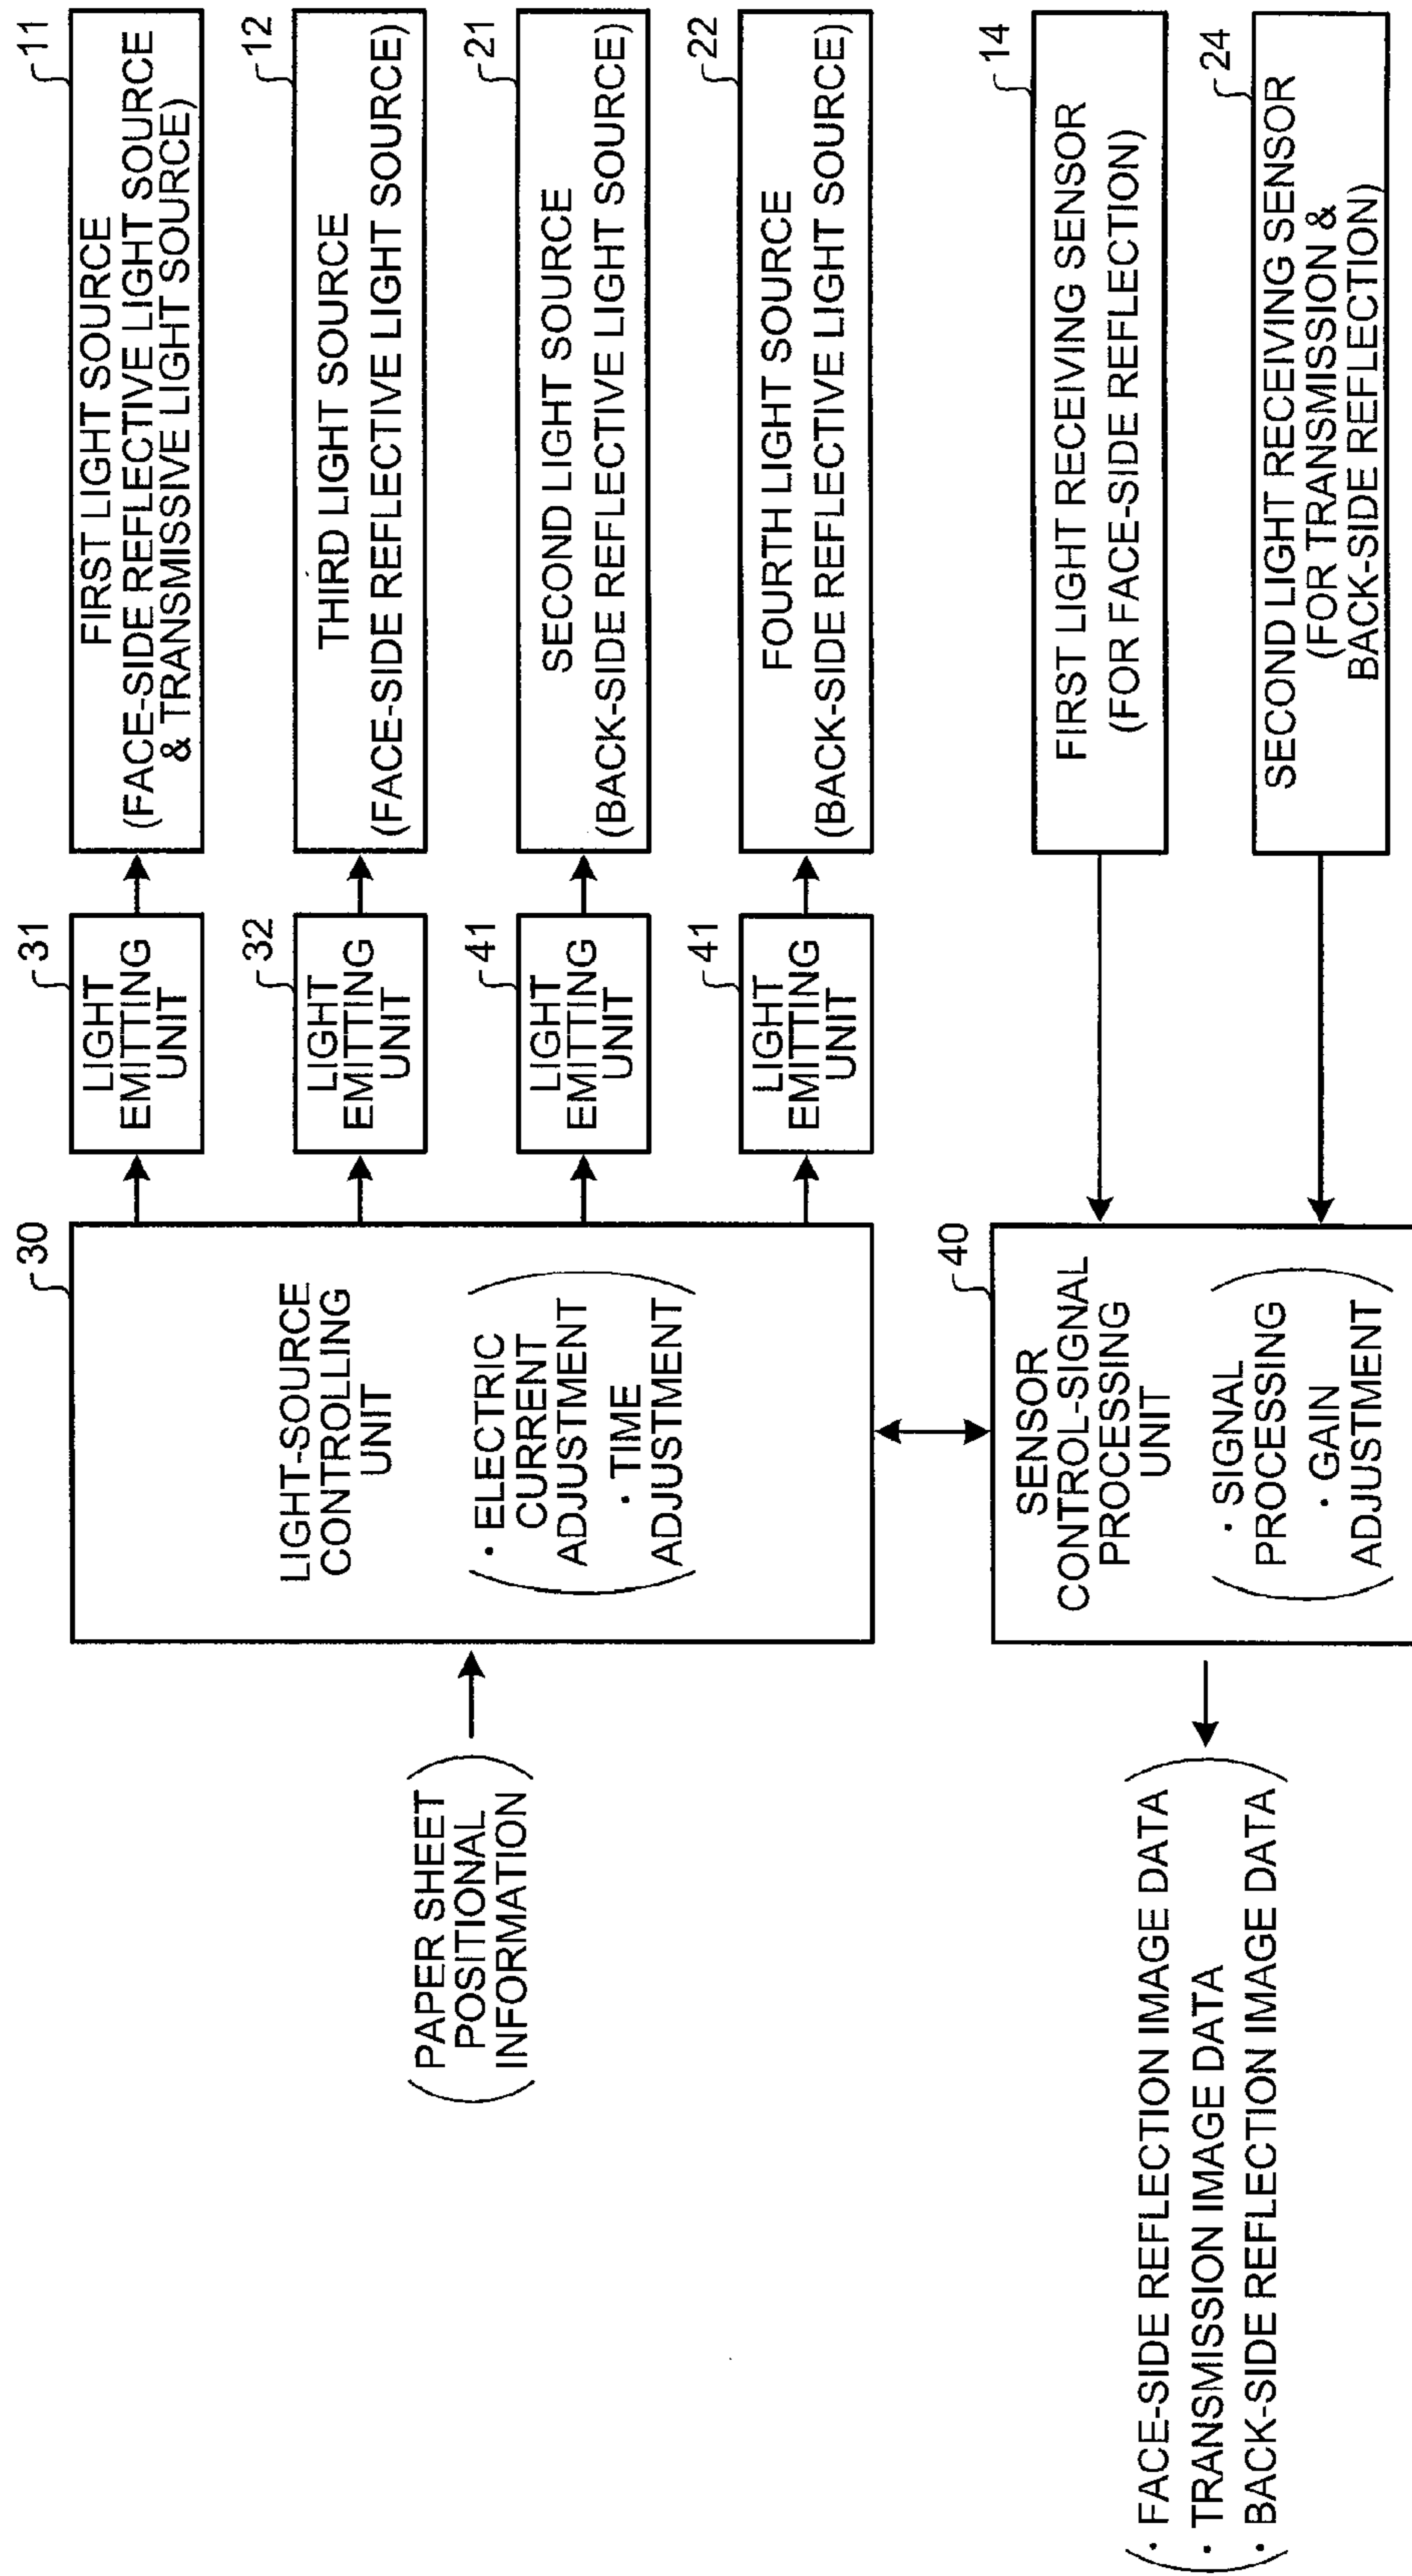 11
FIRST LIGHT SOURCE
(FACE-SIDE REFLECTIVE LIGHT SOURCE
& TRANSMISSIVE LIGHT SOURCE)
12
THIRD LIGHT SOURCE
(FACE-SIDE REFLECTIVE LIGHT SOURCE)
21
SECOND LIGHT SOURCE
(BACK-SIDE REFLECTIVE LIGHT SOURCE)
22
FOURTH LIGHT SOURCE
(BACK-SIDE REFLECTIVE LIGHT SOURCE)
14
FIRST LIGHT RECEIVING SENSOR
(FOR FACE-SIDE REFLECTION)
24
SECOND LIGHT RECEIVING SENSOR
(FOR TRANSMISSION &
BACK-SIDE REFLECTION)
31
LIGHT
EMITTING
UNIT
32
LIGHT
EMITTING
UNIT
41
LIGHT
EMITTING
UNIT
41
LIGHT
EMITTING
UNIT
30
LIGHT-SOURCE
CONTROLLING
UNIT
(・ELECTRIC
CURRENT
ADJUSTMENT
・TIME
ADJUSTMENT)
40
SENSOR
CONTROL-SIGNAL
PROCESSING
UNIT
(・SIGNAL
PROCESSING
・GAIN
ADJUSTMENT)
(PAPER SHEET
POSITIONAL
INFORMATION)
(・FACE-SIDE REFLECTION IMAGE DATA
・TRANSMISSION IMAGE DATA
・BACK-SIDE REFLECTION IMAGE DATA)